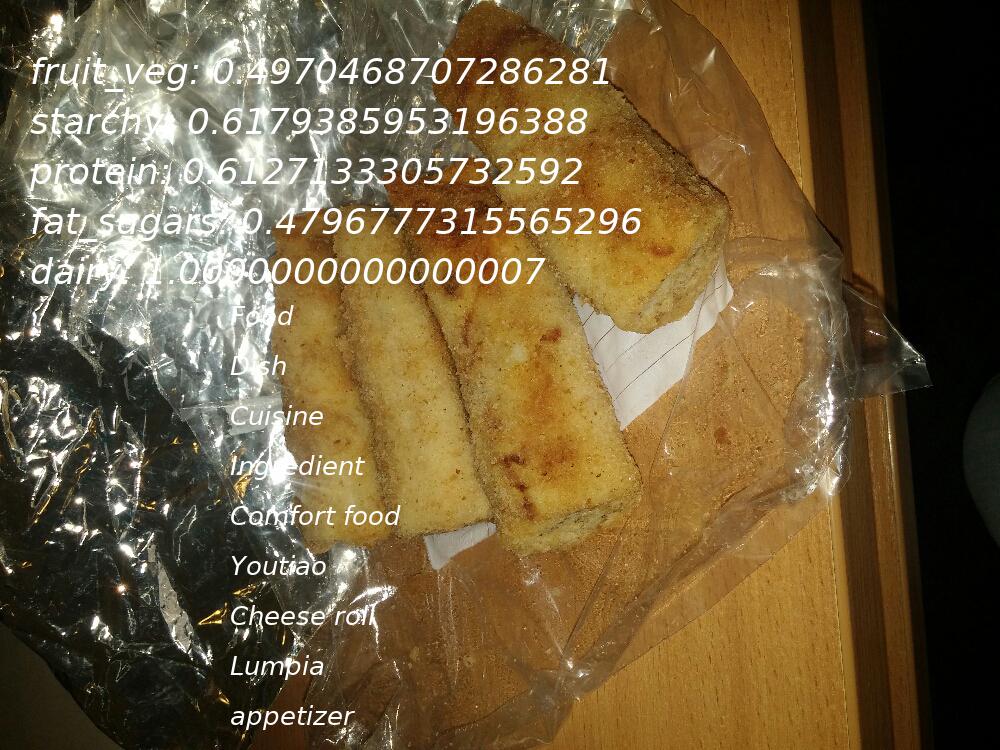 fruit_veg: 0.4970468707286281
starchy: 0.6179385953196388
protein: 0.6127133305732592
fat_sugars: 0.4796777315565296
dairy: 1.0000000000000007
Food
Dish
Cuisine
Ingredient
Comfort food
Youtiao
Cheese roll
Lumpia
appetizer